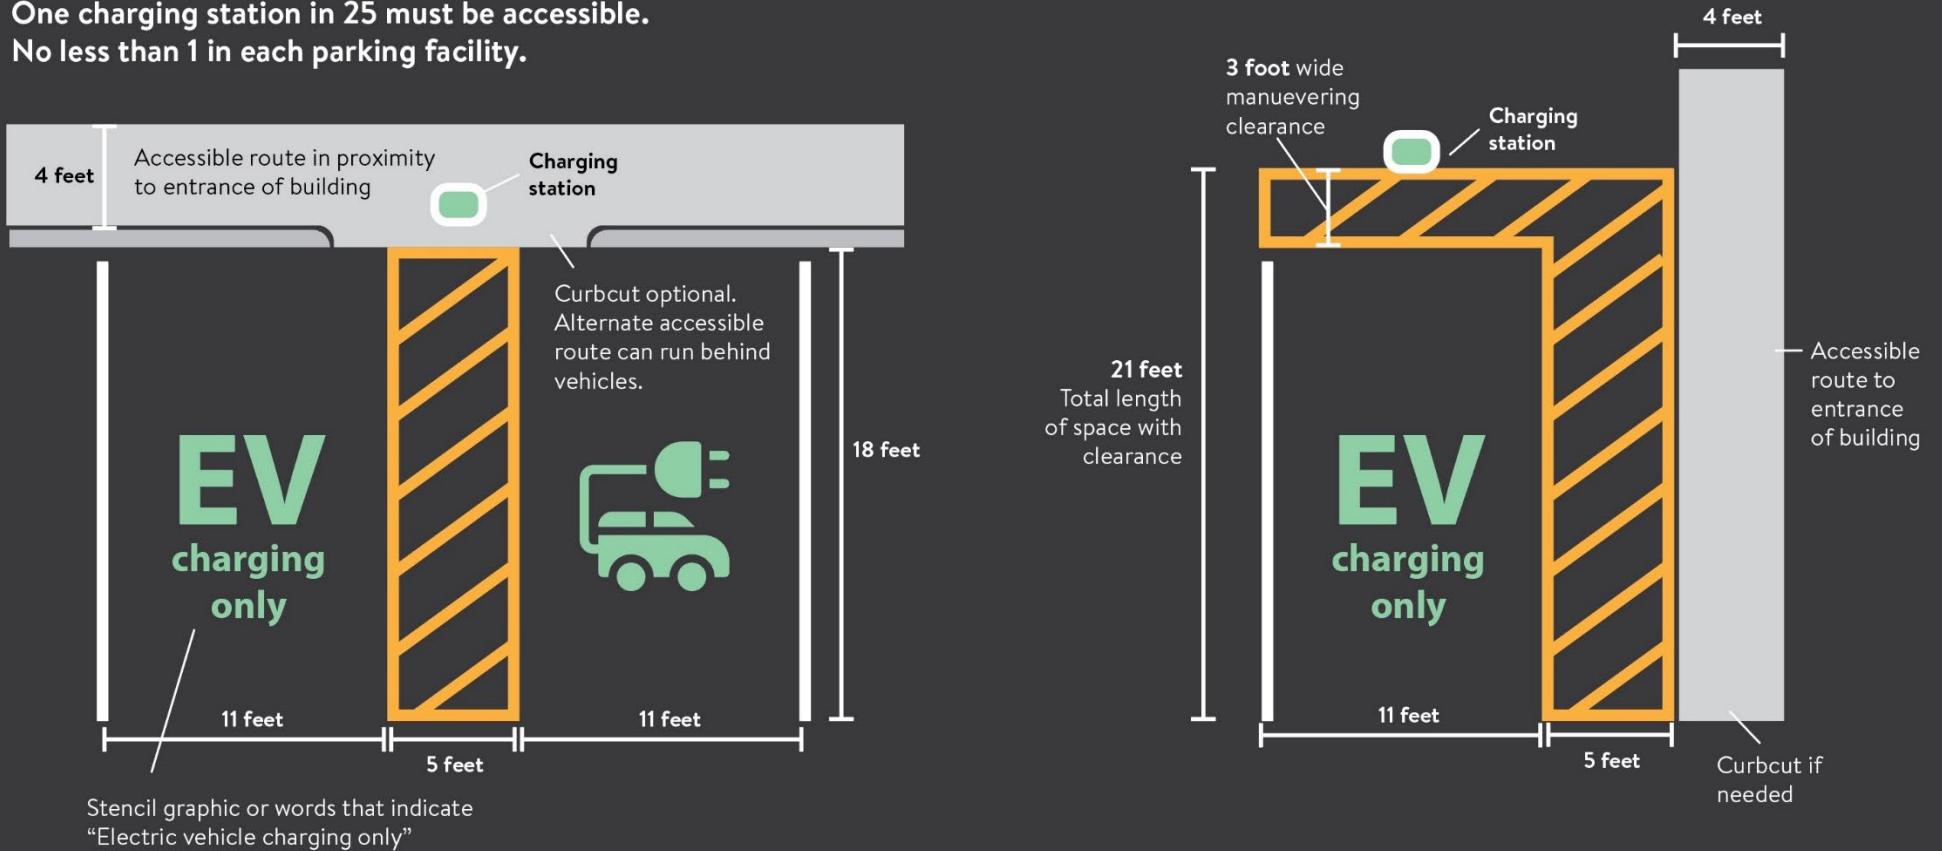 One charging station in 25 must be accessible.
No less than 1 in each parking facility.
4 feet
Accessible route in proximity
to entrance of building
Charging
station
Curbcut optional.
Alternate accessible
route can run behind
vehicles.
EV
charging
only
18 feet
11 feet
5 feet
11 feet
Stencil graphic or words that indicate
“Electric vehicle charging only”
4 feet
3 foot wide
manuevering
clearance
Charging
station
21 feet
Total length
of space with
clearance
EV
charging
only
Accessible
route to
entrance
of building
11 feet
5 feet
Curbcut if
needed